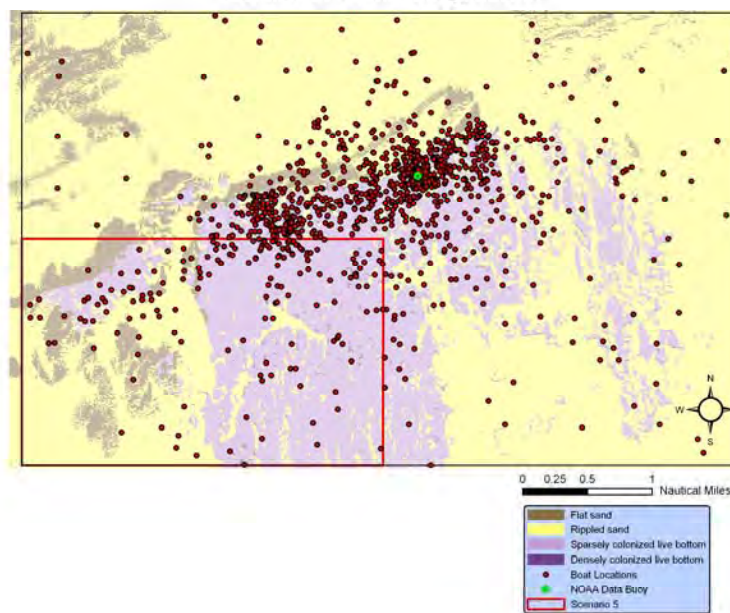 N
W
S
0 0.25 0.5 1
Nautical Miles
Flat sand
Rippled sand
Sparsely colonized live bottom
Densely colonized live bottom
Boat Locations
NOAA Data Buoy
Scenario 5